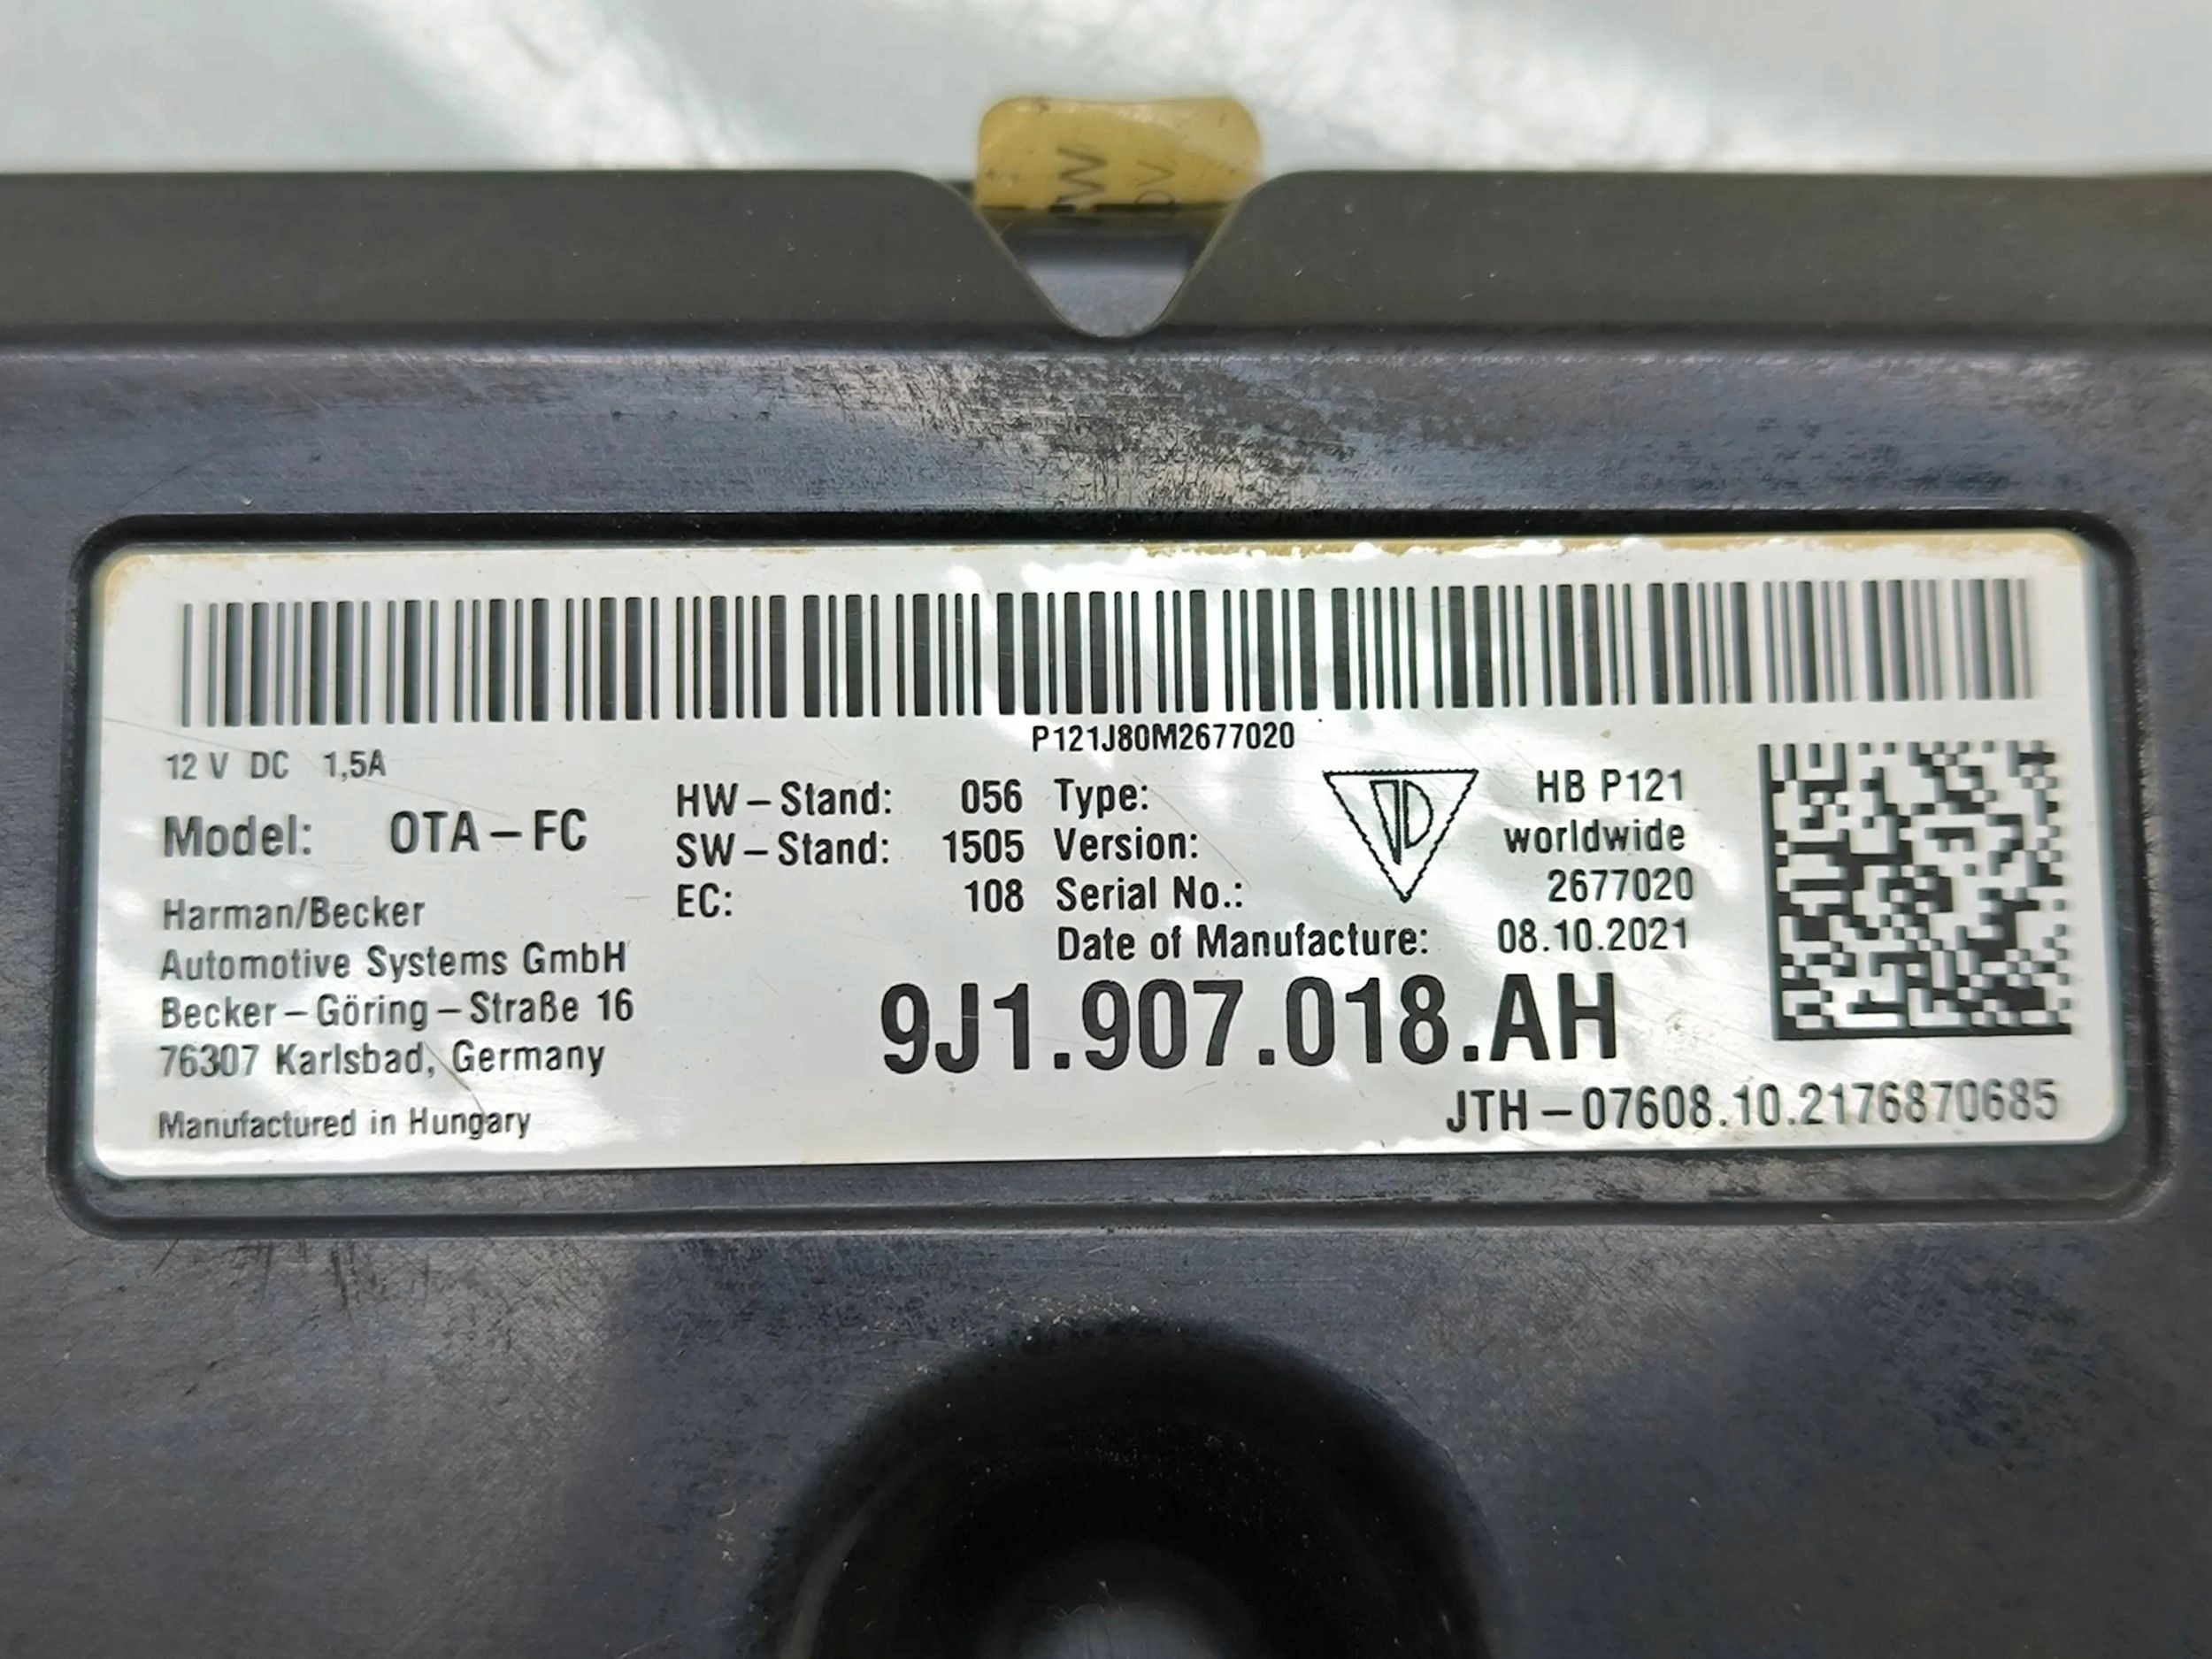 W
DV
P121J80M2677020
12 V DC 1,5A
Model: OTA-FC
Harman/Becker
Automotive Systems GmbH
Becker-Göring-Straße 16
76307 Karlsbad, Germany
Manufactured in Hungary
HW-Stand: 056
SW-Stand: 1505
EC: 108
Type: HB P121
Version: worldwide
Serial No.: 2677020
Date of Manufacture: 08.10.2021
9J1.907.018.AH
JTH-07608.10.2176870685